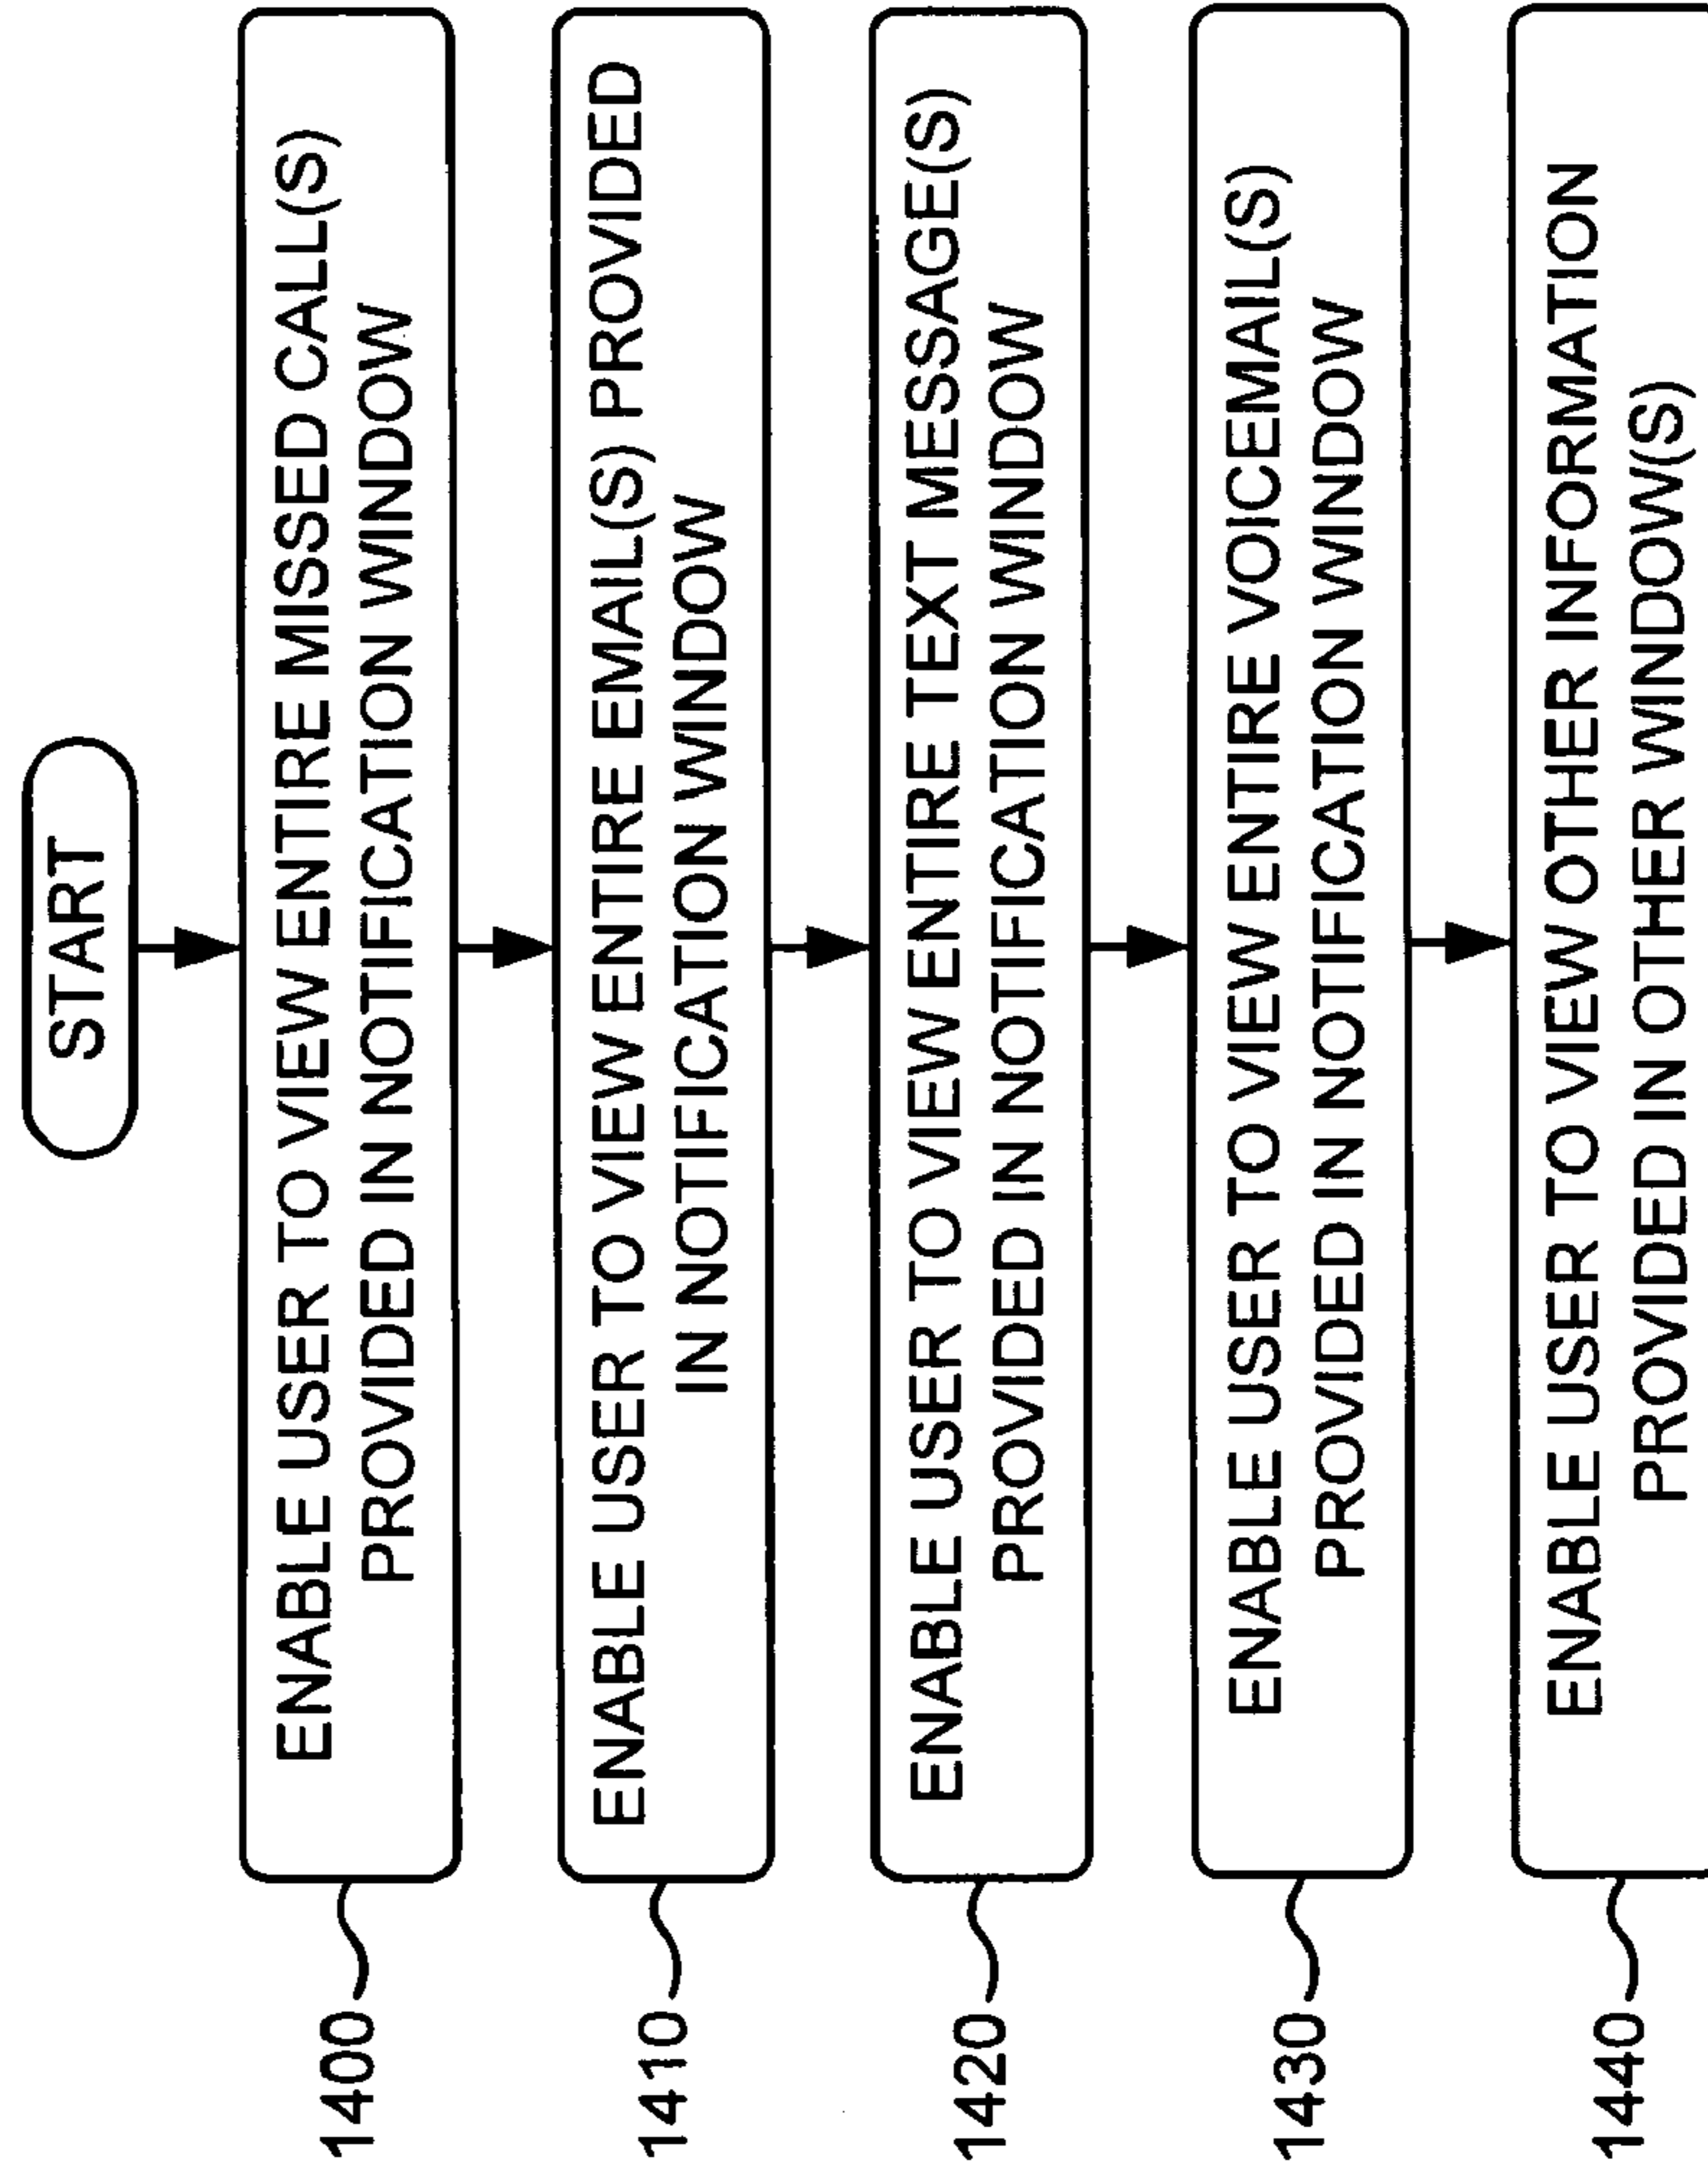 START
1400
ENABLE USER TO VIEW ENTIRE MISSED CALL(S)
PROVIDED IN NOTIFICATION WINDOW
1410
ENABLE USER TO VIEW ENTIRE EMAIL(S) PROVIDED
IN NOTIFICATION WINDOW
1420
ENABLE USER TO VIEW ENTIRE TEXT MESSAGE(S)
PROVIDED IN NOTIFICATION WINDOW
1430
ENABLE USER TO VIEW ENTIRE VOICEMAIL(S)
PROVIDED IN NOTIFICATION WINDOW
1440
ENABLE USER TO VIEW OTHER INFORMATION
PROVIDED IN OTHER WINDOW(S)